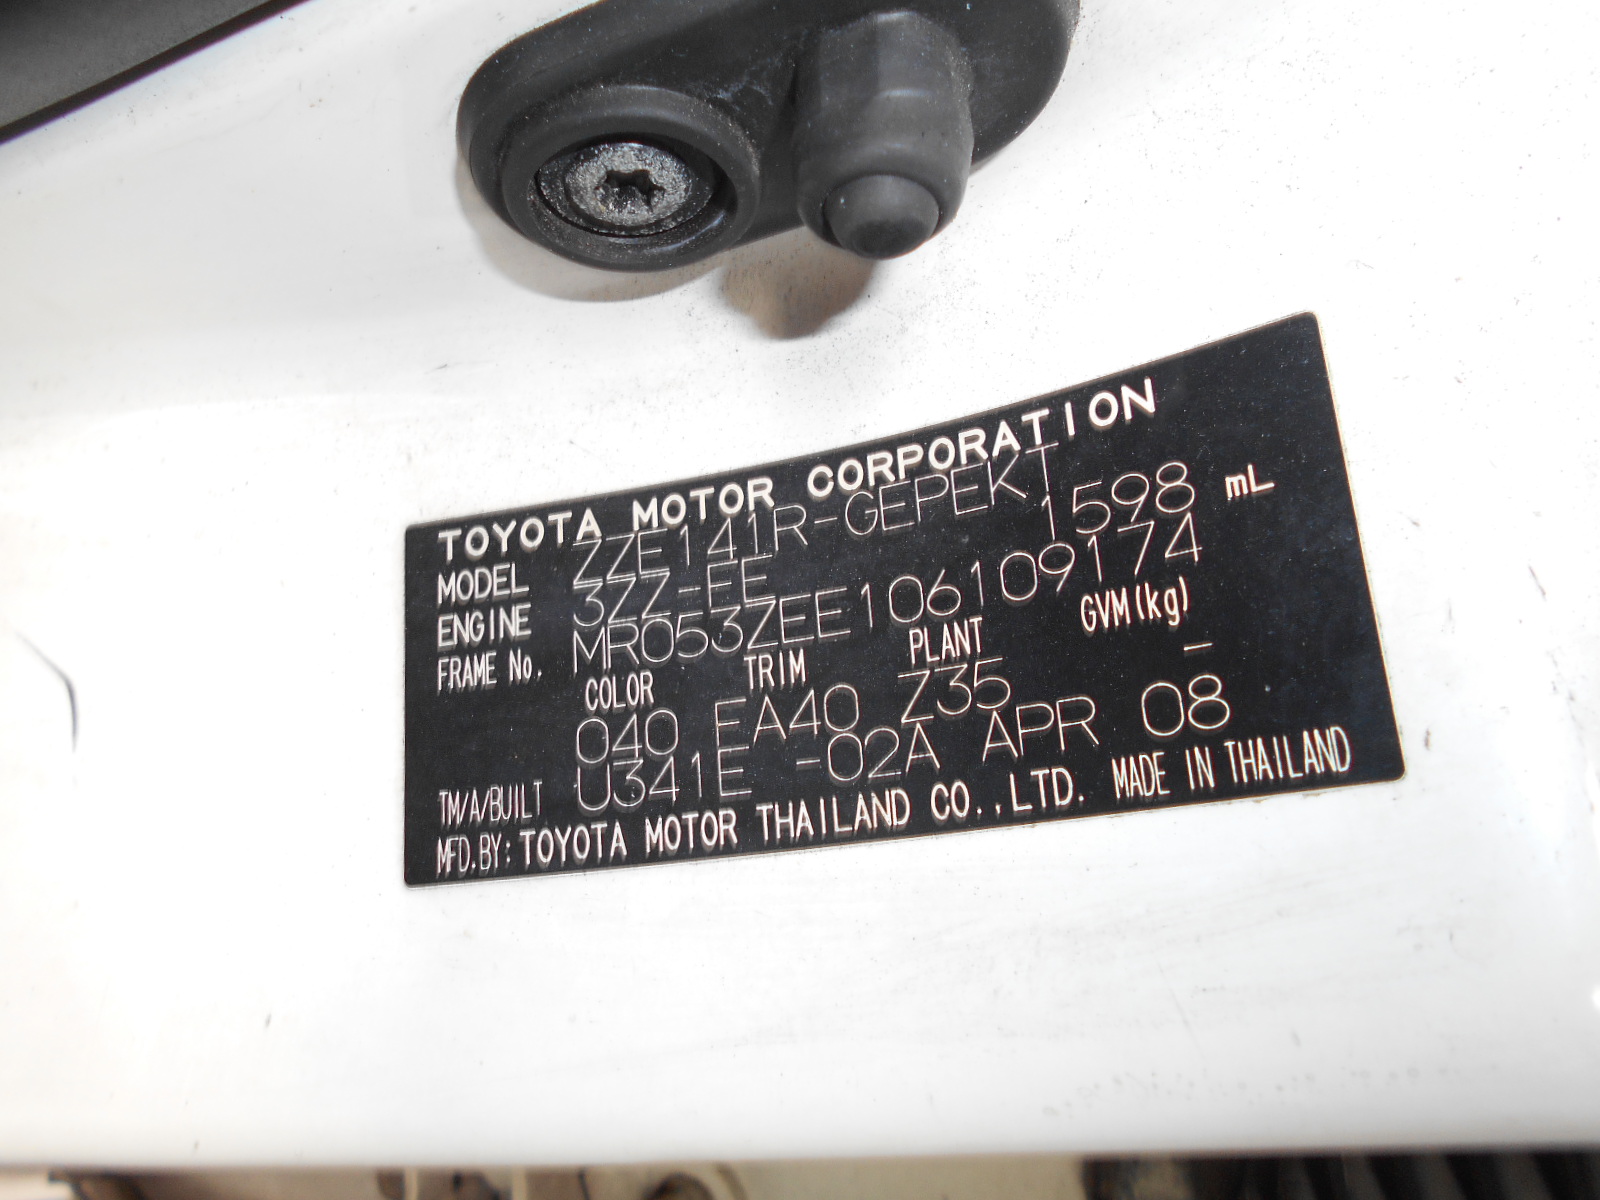 TOYOTA MOTOR CORPORATION
MODEL ZZE141R-GEPEKT
ENGINE 3ZZ-FE 1598 mL
FRAME No. MR053ZEE106109174
COLOR TRIM PLANT GVM(kg)
040 FA40 Z35 -
TM/A/BUILT U341E -02A APR 08
MFD.BY: TOYOTA MOTOR THAILAND CO.,LTD. MADE IN THAILAND